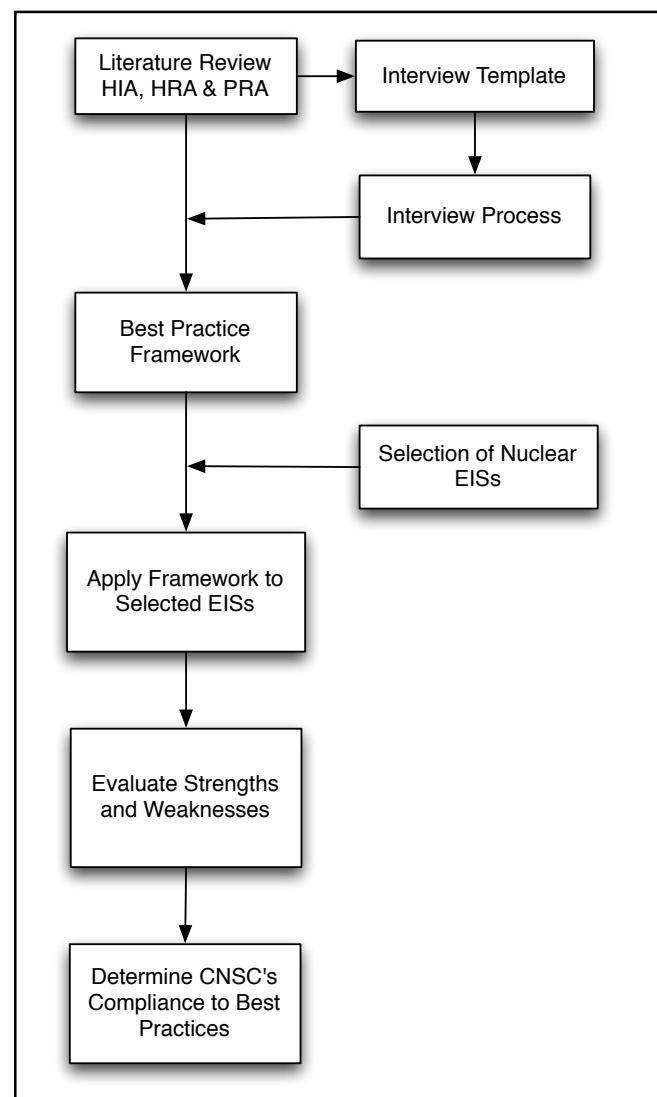 Literature Review
HIA, HRA & PRA
Interview Template
Interview Process
Best Practice
Framework
Selection of Nuclear
EISs
Apply Framework to
Selected EISs
Evaluate Strengths
and Weaknesses
Determine CNSC's
Compliance to Best
Practices